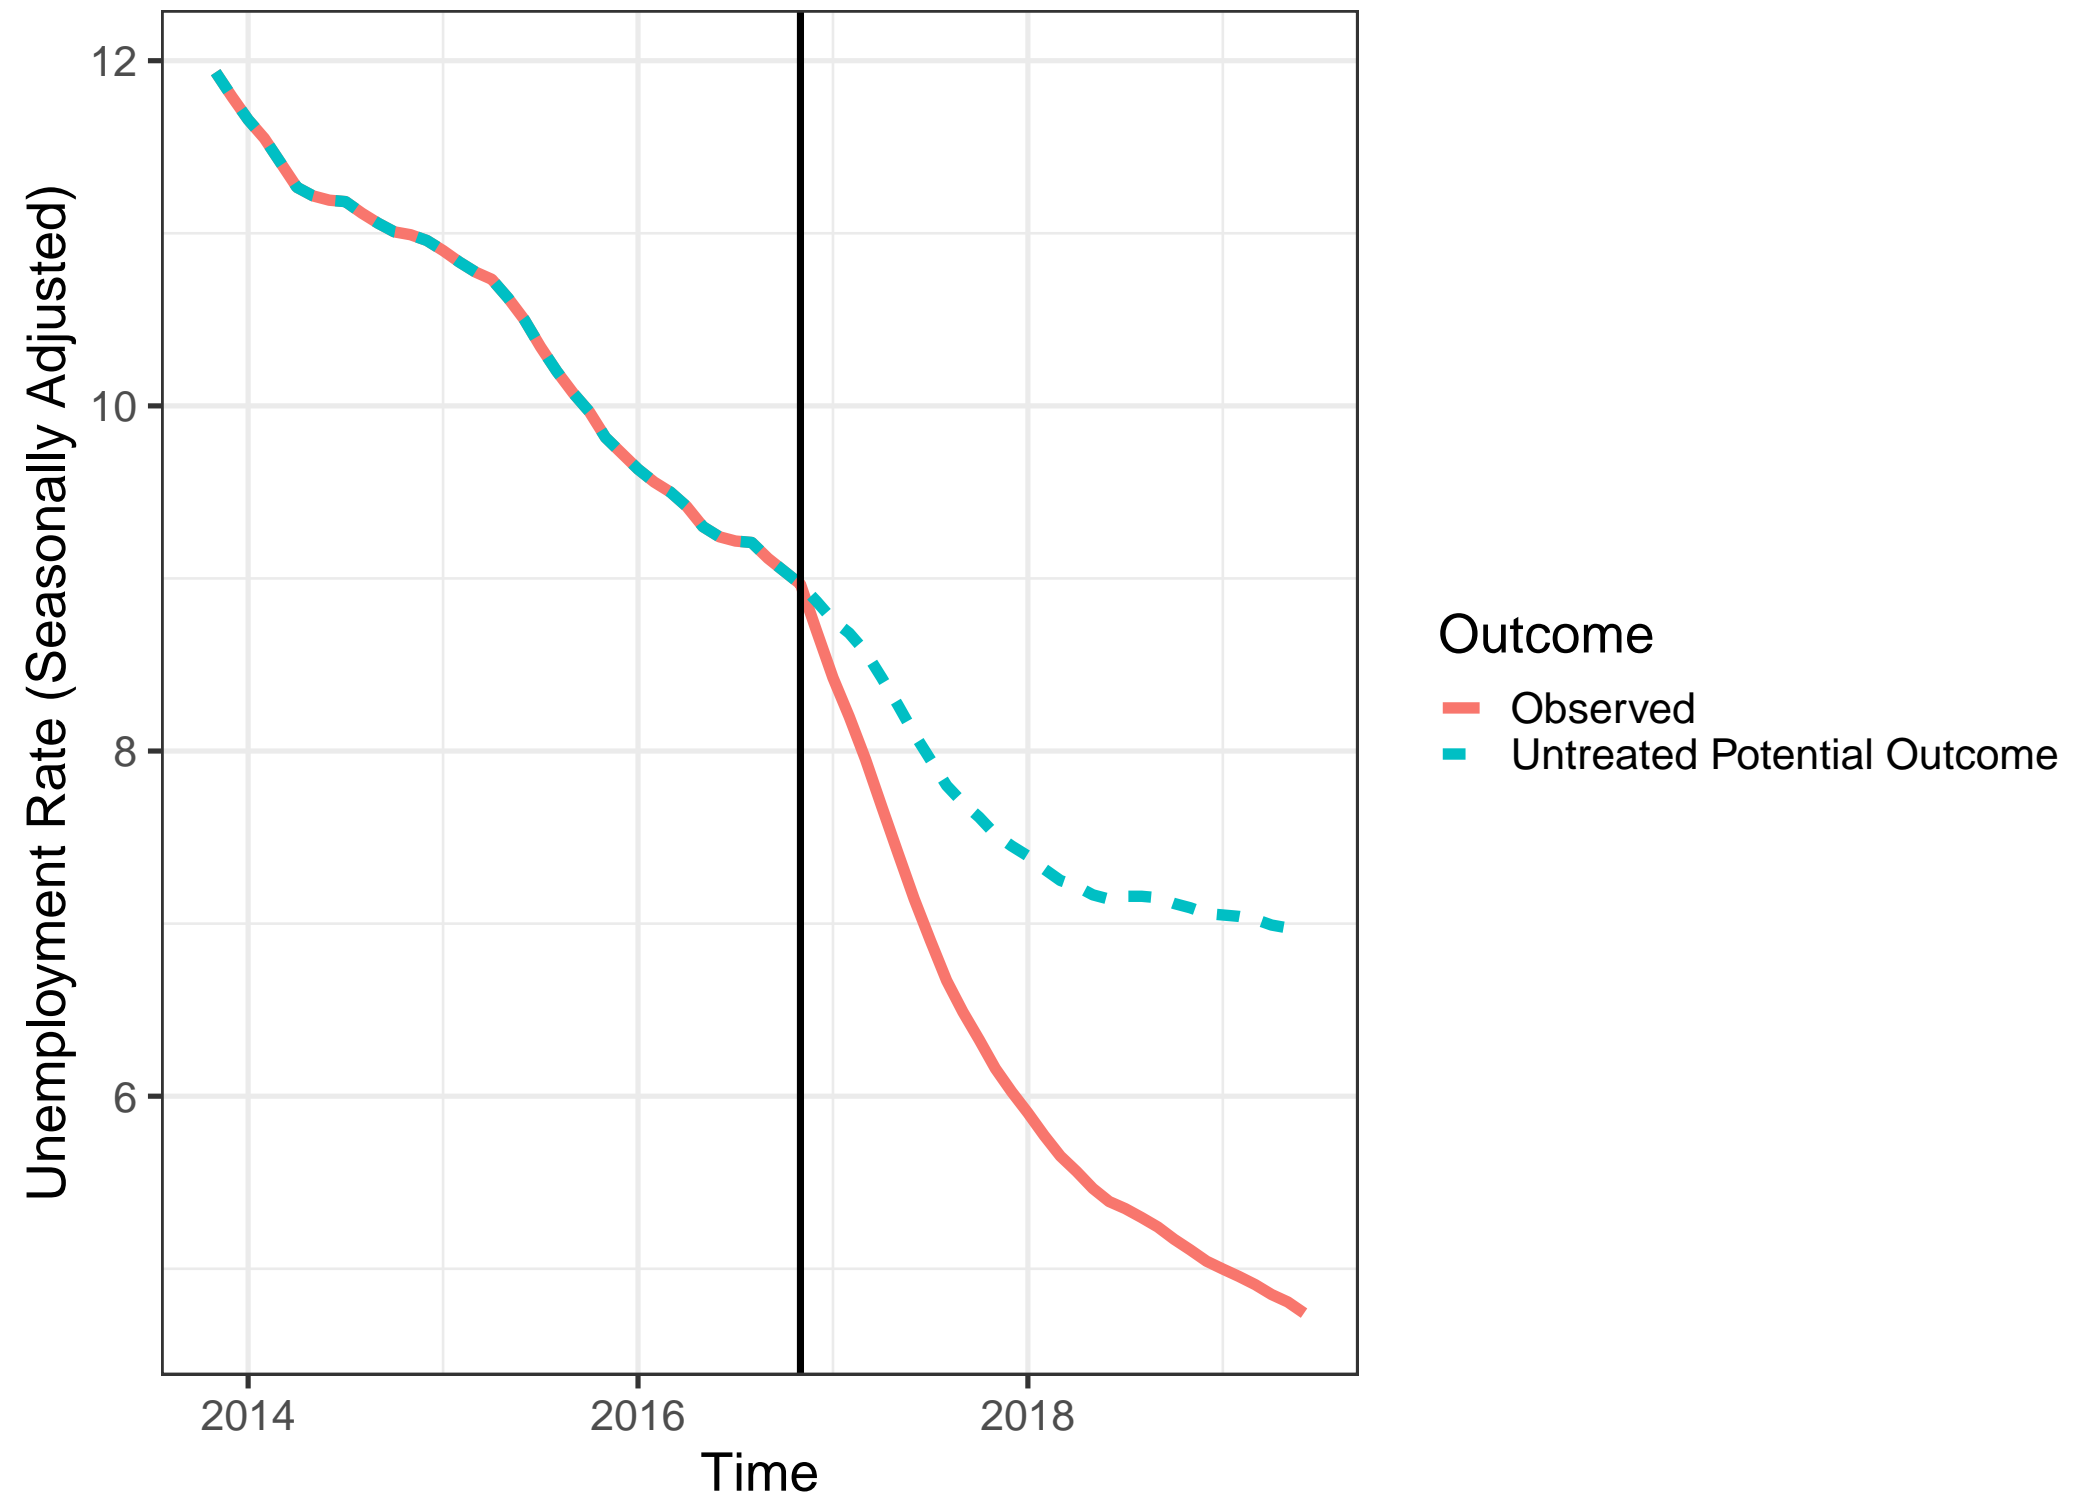 Unemployment Rate (Seasonally Adjusted)
12
10
8
6
2014
2016
2018
Time
Outcome
Observed
Untreated Potential Outcome